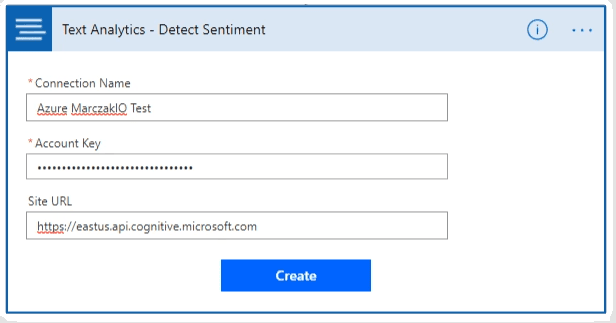 Text Analytics - Detect Sentiment
* Connection Name
Azure MarczakIO Test
* Account Key
••••••••••••••••••••••••••••••••
Site URL
https://eastus.api.cognitive.microsoft.com
Create